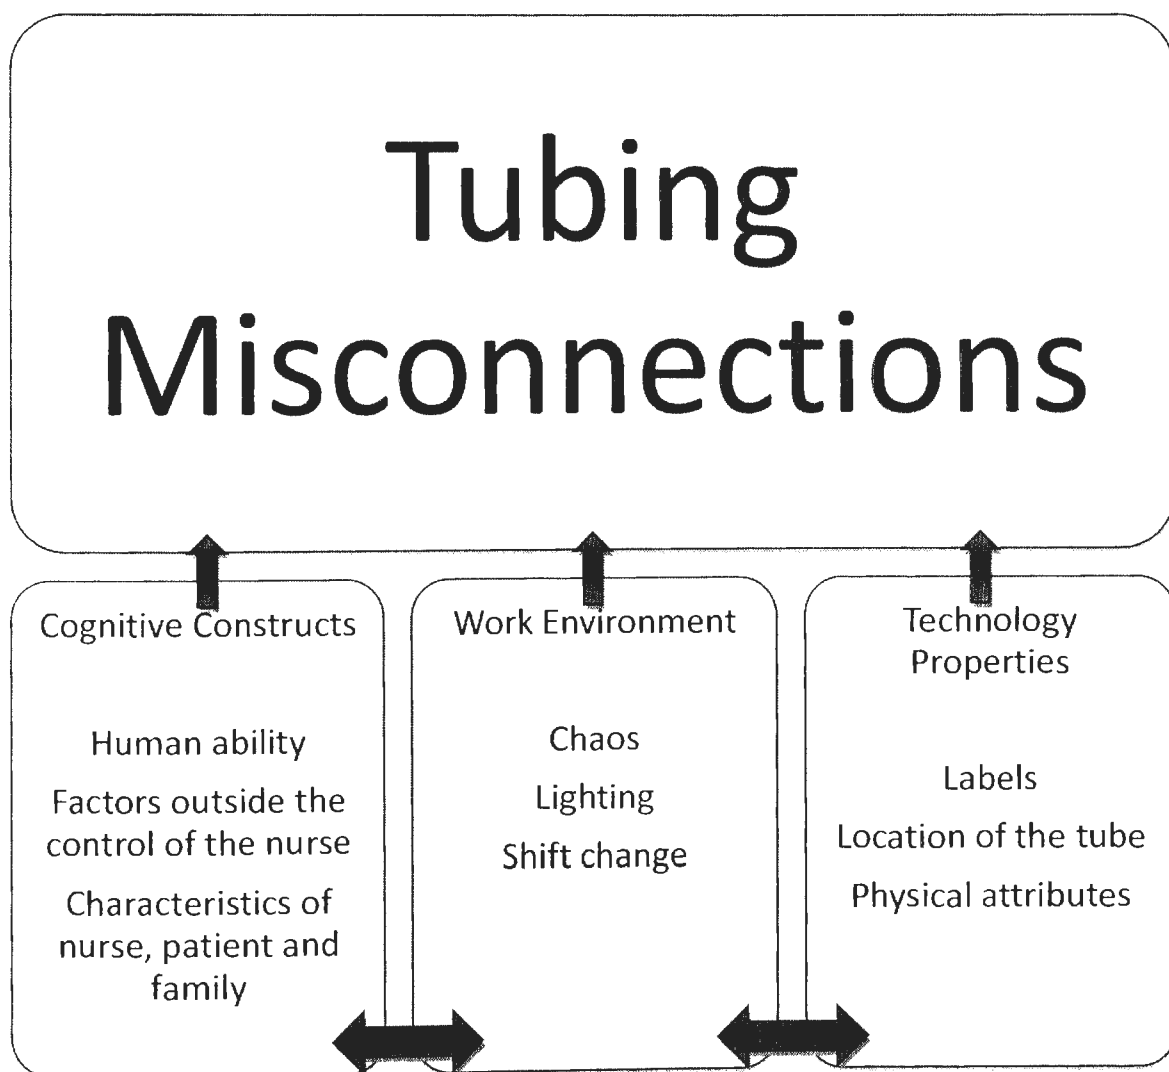 Tubing
Misconnections
Cognitive Constructs
Human ability
Factors outside the
control of the nurse
Characteristics of
nurse, patient and
family
Work Environment
Chaos
Lighting
Shift change
Technology
Properties
Labels
Location of the tube
Physical attributes